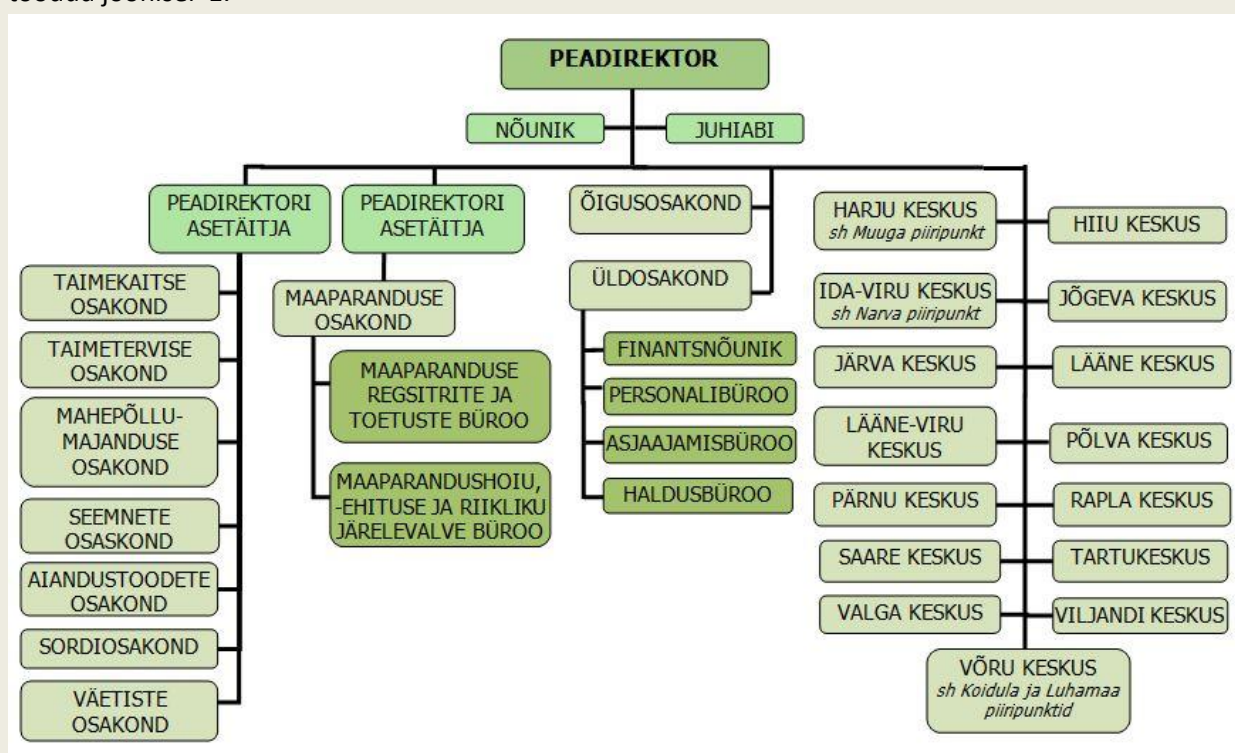 PEADIREKTOR
NÕUNIK
JUHIABI
PEADIREKTORI
ASETÄITJA
PEADIREKTORI
ASETÄITJA
TAIMEKAITSE
OSAKOND
TAIMETERVISE
OSAKOND
MAHEPÕLLU-
MAJANDUSE
OSAKOND
SEEMNETE
OSASKOND
AIANDUSTOODETE
OSAKOND
SORDIOSAKOND
VÄETISTE
OSAKOND
MAAPARANDUSE
OSAKOND
MAAPARANDUSE
REGSITRITE JA
TOETUSTE BÜROO
MAAPARANDUSHOIU,
-EHITUSE JA RIIKLIKU
JÄRELEVALVE BÜROO
ÕIGUSOSAKOND
ÜLDOSAKOND
FINANTSNÕUNIK
PERSONALIBÜROO
ASJAAJAMISBÜROO
HALDUSBÜROO
HARJU KESKUS
sh Muuga piiripunkt
HIIU KESKUS
IDA-VIRU KESKUS
sh Narva piiripunkt
JÕGEVA KESKUS
JÄRVA KESKUS
LÄÄNE KESKUS
LÄÄNE-VIRU
KESKUS
PÕLVA KESKUS
PÄRNU KESKUS
RAPLA KESKUS
SAARE KESKUS
TARTUKESKUS
VALGA KESKUS
VILJANDI KESKUS
VÕRU KESKUS
sh Koidula ja Luhamaa
piiripunktid